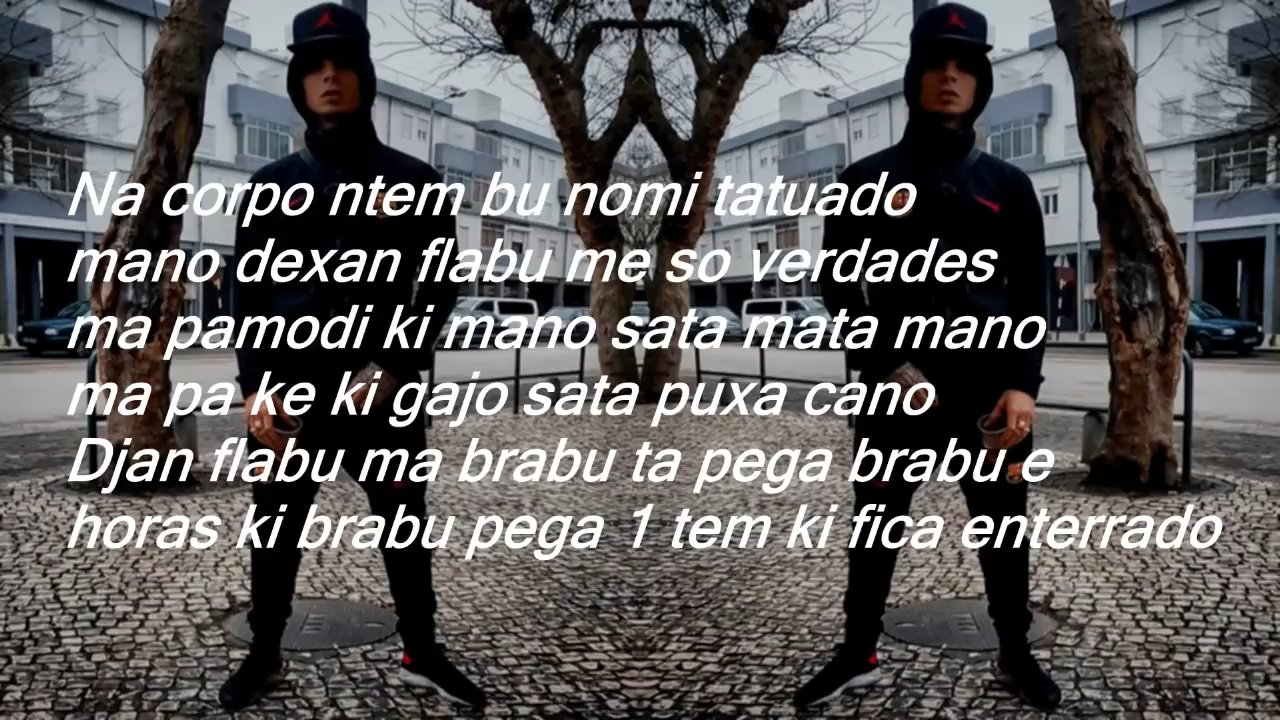 Na corpo ntem bu nomi tatuado
mano dexan flabu me so verdades
ma pamodi ki mano sata mata mano
ma pa ke ki gajo sata puxa cano
Djan flabu ma brabu ta pega brabu e
horas ki brabu pega 1 tem ki fica enterrado